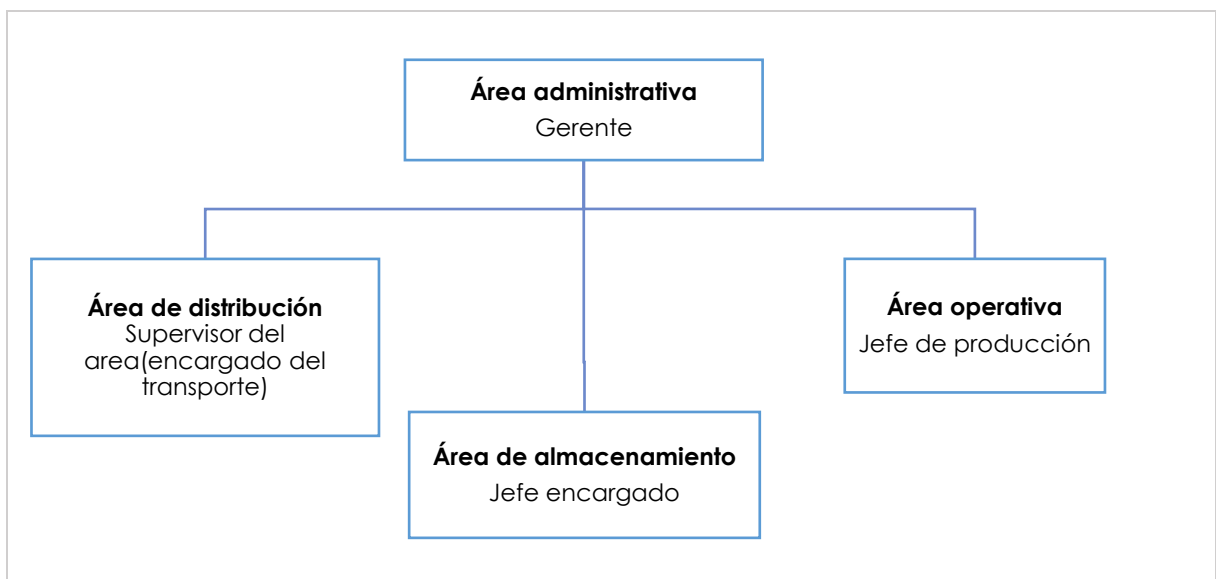 Área administrativa
Gerente
Área de distribución
Supervisor del
area(encargado del
transporte)
Área operativa
Jefe de producción
Área de almacenamiento
Jefe encargado